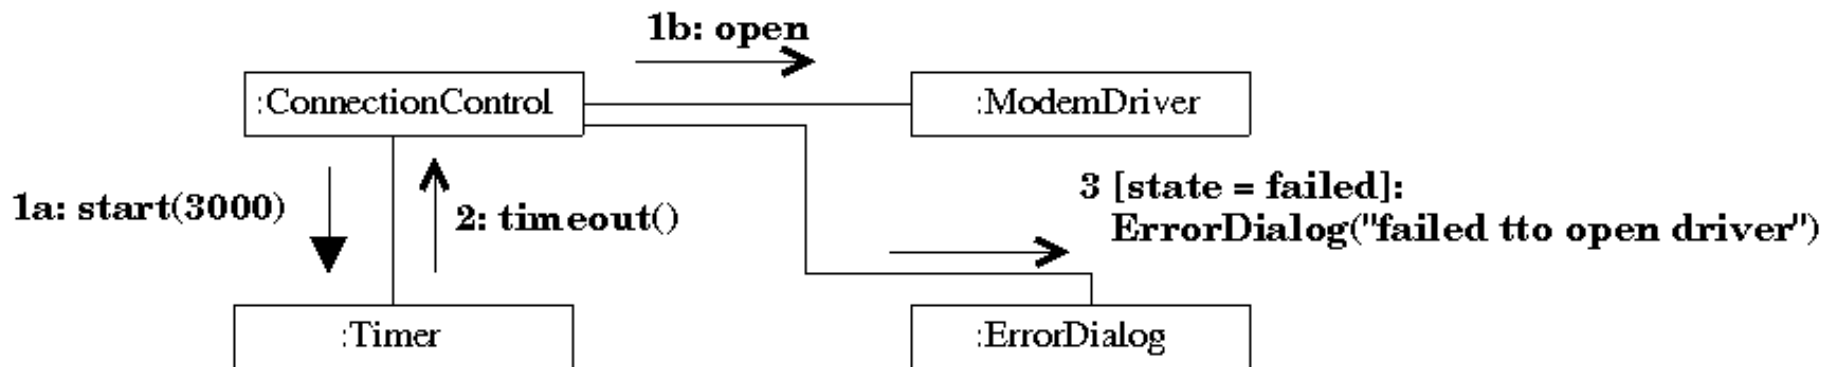 1b: open
:ConnectionControl
:ModemDriver
1a: start(3000)
2: timeout()
3 [state = failed]:
ErrorDialog("failed tto open driver")
:Timer
:ErrorDialog